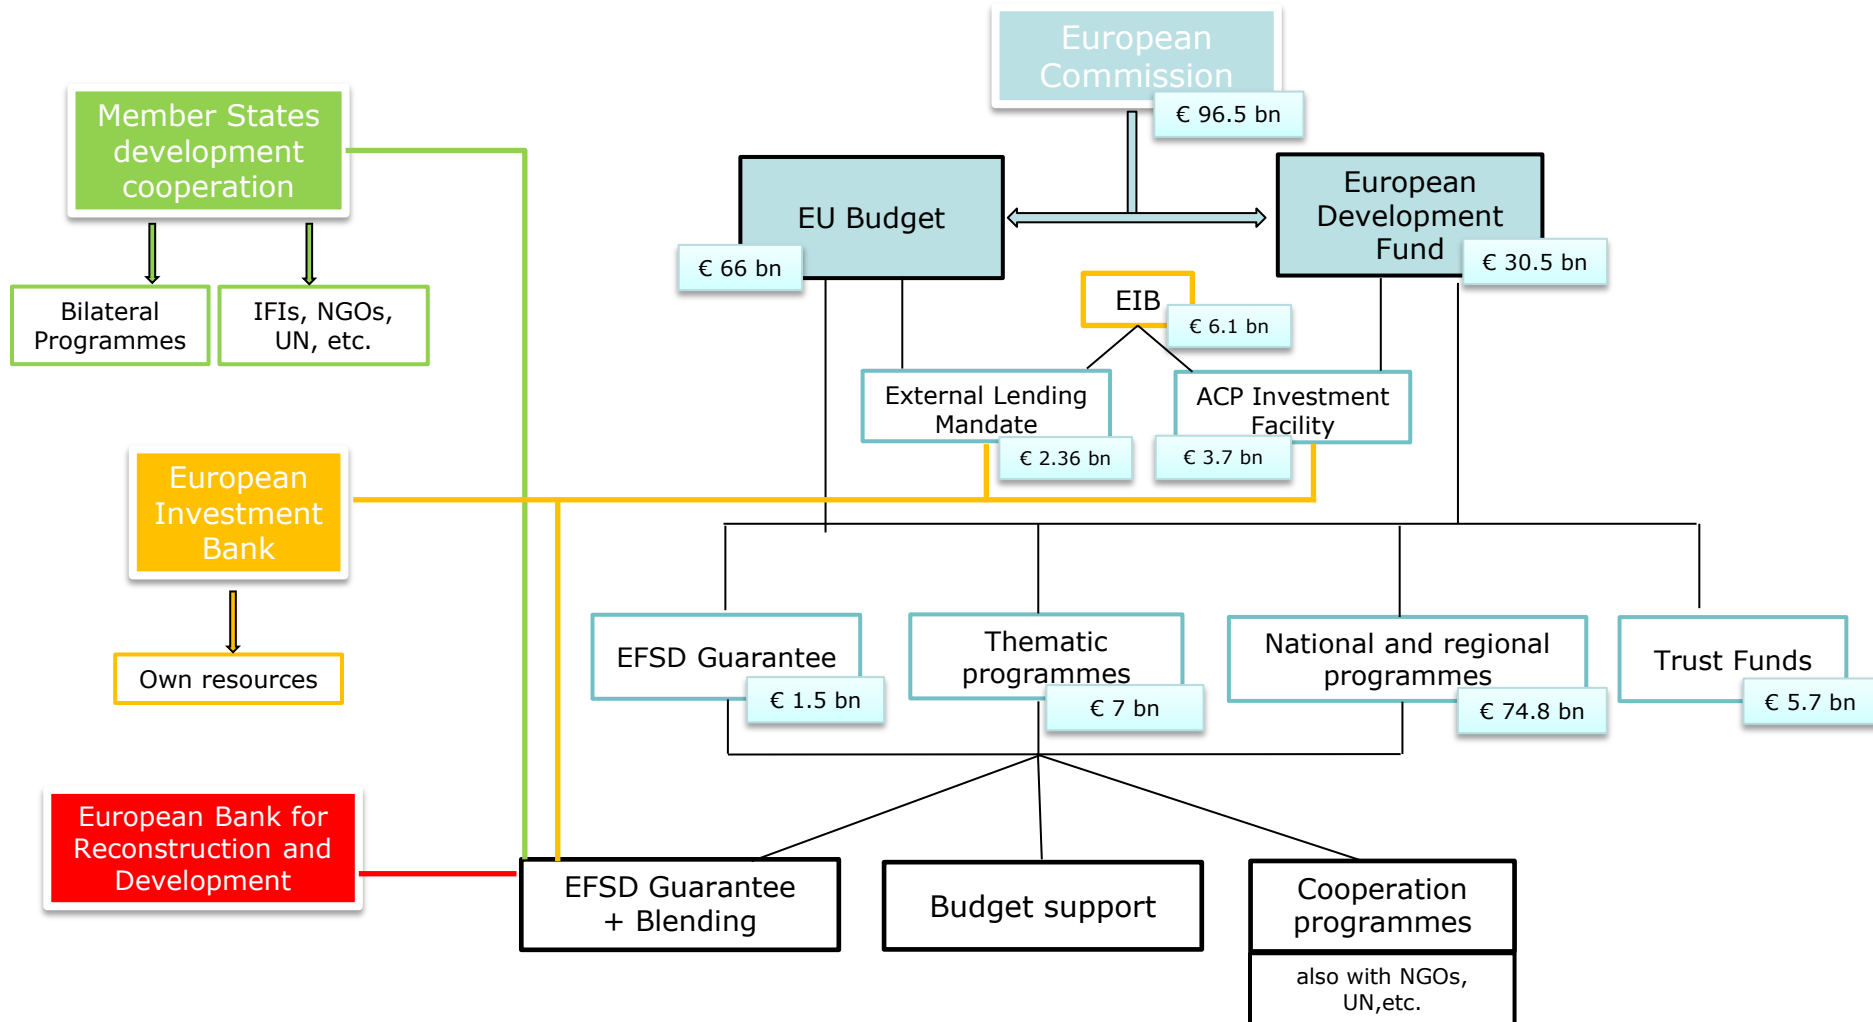 European
Commission
€ 96.5 bn
Member States
development
cooperation
EU Budget
€ 66 bn
European
Development
Fund
€ 30.5 bn
Bilateral
Programmes
IFIs, NGOs,
UN, etc.
EIB
€ 6.1 bn
External Lending
Mandate
€ 2.36 bn
ACP Investment
Facility
€ 3.7 bn
European
Investment
Bank
Own resources
EFSD Guarantee
€ 1.5 bn
Thematic
programmes
€ 7 bn
National and regional
programmes
€ 74.8 bn
Trust Funds
€ 5.7 bn
European Bank for
Reconstruction and
Development
EFSD Guarantee
+ Blending
Budget support
Cooperation
programmes
also with NGOs,
UN,etc.